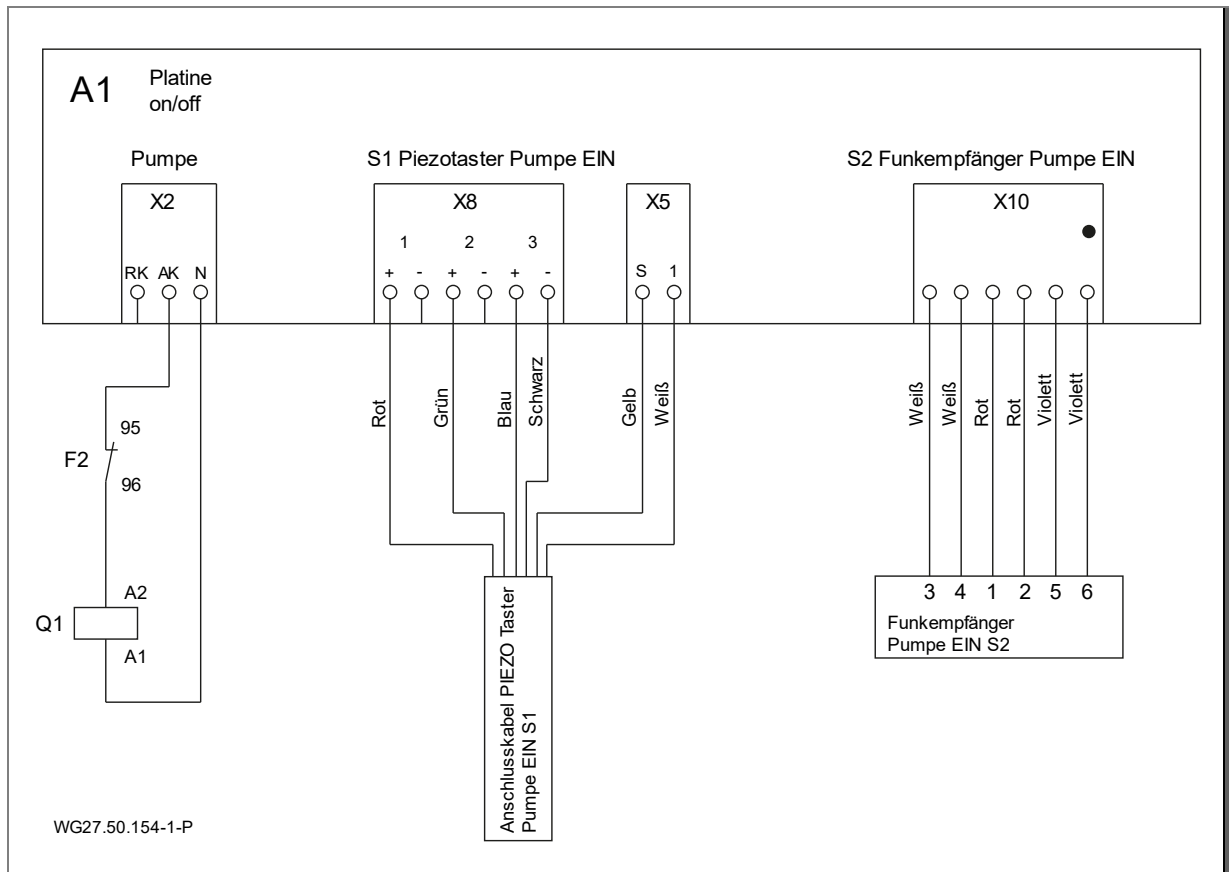 A1
Platine
on/off
Pumpe
S1 Piezotaster Pumpe EIN
S2 Funkempfänger Pumpe EIN
X2
X8
X5
X10
1 2 3
RK AK N
+ - + - + -
S 1
Rot
Grün
Blau
Schwarz
Gelb
Weiß
Weiß
Weiß
Rot
Rot
Violett
Violett
95
F2
96
A2
Q1
A1
Anschlusskabel PIEZO Taster
Pumpe EIN S1
3 4 1 2 5 6
Funkempfänger
Pumpe EIN S2
WG27.50.154-1-P